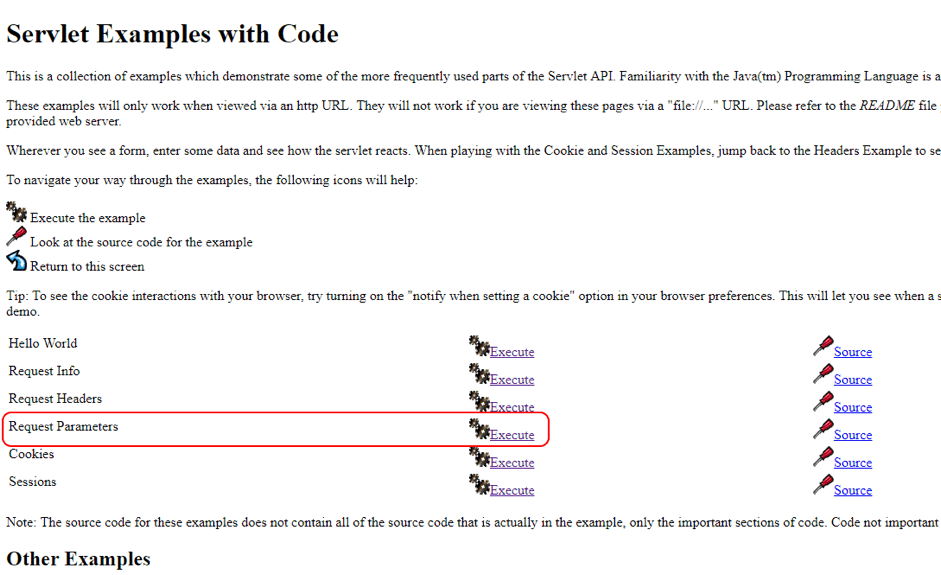 Servlet Examples with Code
This is a collection of examples which demonstrate some of the more frequently used parts of the Servlet API. Familiarity with the Java(tm) Programming Language is a
These examples will only work when viewed via an http URL. They will not work if you are viewing these pages via a "file://..." URL. Please refer to the README file
provided web server.
Wherever you see a form, enter some data and see how the servlet reacts. When playing with the Cookie and Session Examples, jump back to the Headers Example to se
To navigate your way through the examples, the following icons will help:
Execute the example
Look at the source code for the example
Return to this screen
Tip: To see the cookie interactions with your browser, try turning on the "notify when setting a cookie" option in your browser preferences. This will let you see when a s
demo.
Hello World Execute Source
Request Info Execute Source
Request Headers Execute Source
Request Parameters Execute Source
Cookies Execute Source
Sessions Execute Source
Note: The source code for these examples does not contain all of the source code that is actually in the example, only the important sections of code. Code not important
Other Examples